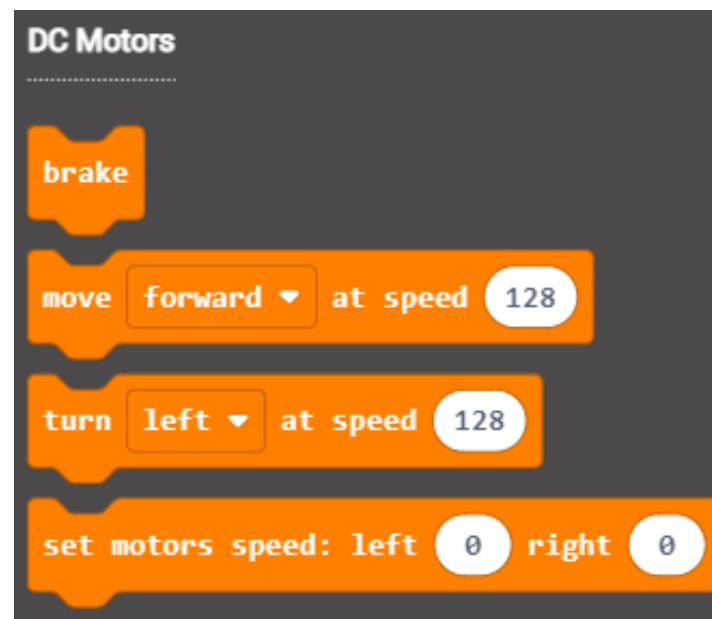 DC Motors
brake
move forward at speed 128
turn left at speed 128
set motors speed: left 0 right 0